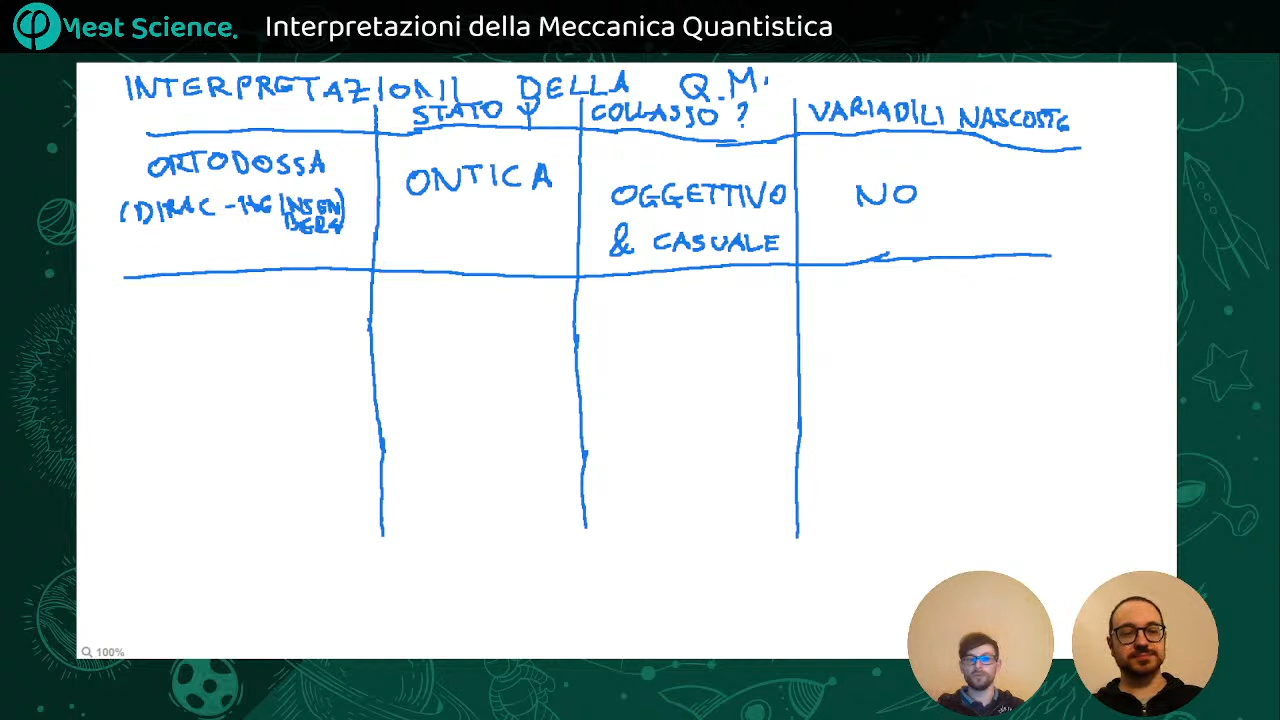 Meet Science.
Interpretazioni della Meccanica Quantistica
INTERPRETAZIONI DELLA Q.M.
STATO ψ
COLLASSO ?
VARIABILI NASCOSTE
ORTODOSSA
(DIRAC - HEISENBERG)
ONTICA
OGGETTIVO
& CASUALE
NO
100%